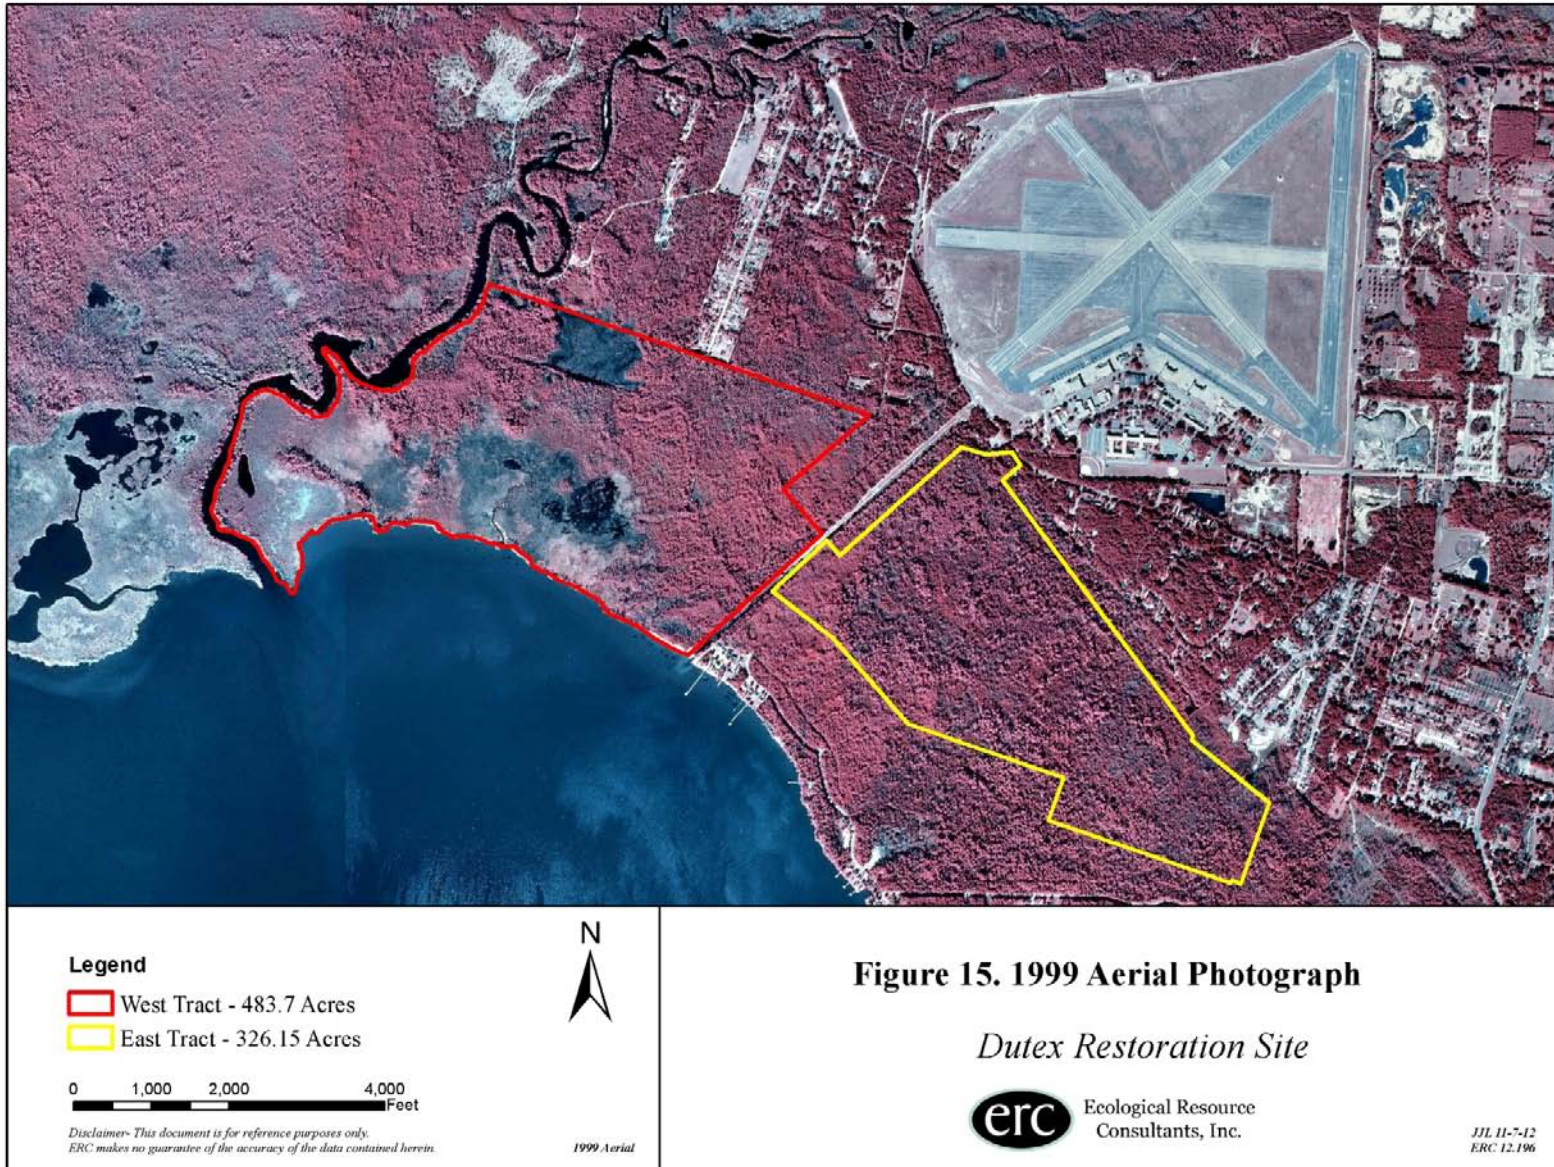 Legend
West Tract - 483.7 Acres
East Tract - 326.15 Acres
0 1,000 2,000 4,000
Feet
Disclaimer- This document is for reference purposes only.
ERC makes no guarantee of the accuracy of the data contained herein.
1999 Aerial
N
Figure 15. 1999 Aerial Photograph
Dutex Restoration Site
erc
Ecological Resource
Consultants, Inc.
JJL 11-7-12
ERC 12.196